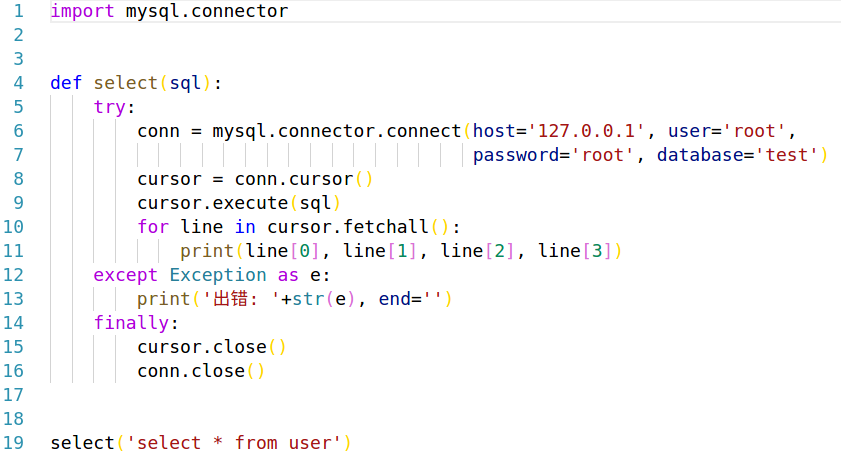 1 import mysql.connector
2
3
4 def select(sql):
5     try:
6         conn = mysql.connector.connect(host='127.0.0.1', user='root',
7                                        password='root', database='test')
8         cursor = conn.cursor()
9         cursor.execute(sql)
10         for line in cursor.fetchall():
11             print(line[0], line[1], line[2], line[3])
12     except Exception as e:
13         print('出错: '+str(e), end='')
14     finally:
15         cursor.close()
16         conn.close()
17
18
19 select('select * from user')